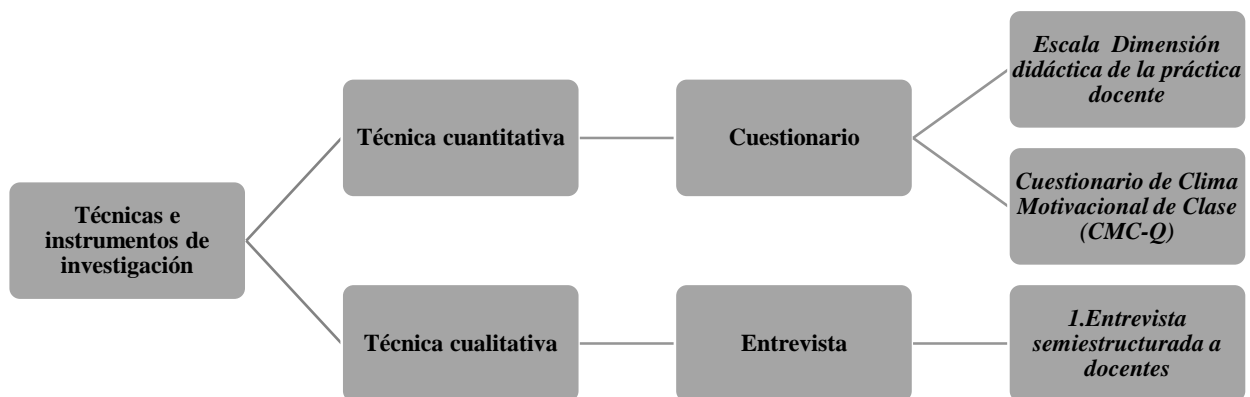 Técnicas e
instrumentos de
investigación
Técnica cuantitativa
Cuestionario
Escala  Dimensión
didáctica de la práctica
docente
Cuestionario de Clima
Motivacional de Clase
(CMC-Q)
Técnica cualitativa
Entrevista
1.Entrevista
semiestructurada a
docentes